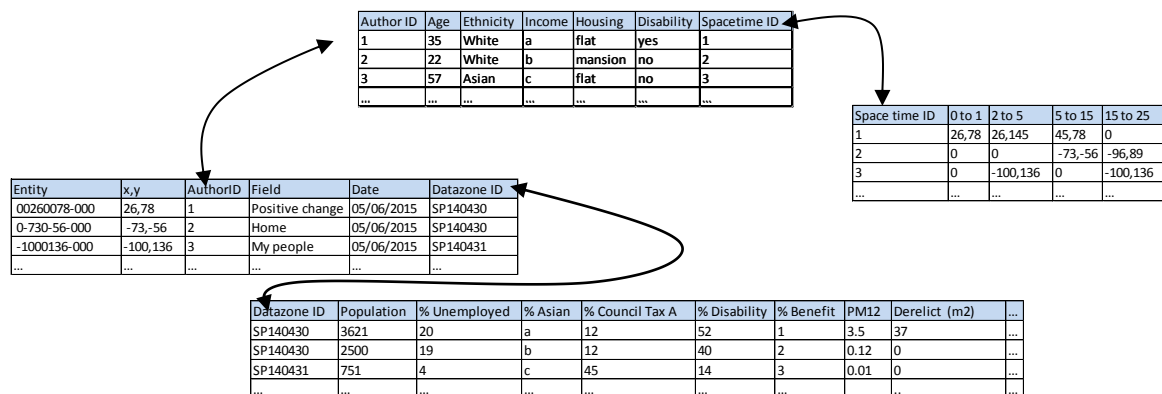 Author ID Age Ethnicity Income Housing Disability Spacetime ID
1 35 White a flat yes 1
2 22 White b mansion no 2
3 57 Asian c flat no 3
... ... ... ... ... ... ...
Space time ID 0 to 1 2 to 5 5 to 15 15 to 25
1 26,78 26,145 45,78 0
2 0 0 -73,-56 -96,89
3 0 -100,136 0 -100,136
... ... ... ... ...
Entity x,y AuthorID Field Date Datazone ID
00260078-000 26,78 1 Positive change 05/06/2015 SP140430
0-730-56-000 -73,-56 2 Home 05/06/2015 SP140430
-1000136-000 -100,136 3 My people 05/06/2015 SP140431
... ... ... ... ... ...
Datazone ID Population % Unemployed % Asian % Council Tax A % Disability % Benefit PM12 Derelict (m2) ...
SP140430 3621 20 a 12 52 1 3.5 37 ...
SP140430 2500 19 b 12 40 2 0.12 0 ...
SP140431 751 4 c 45 14 3 0.01 0 ...
... ... ... ... ... ... ... ... .. ...